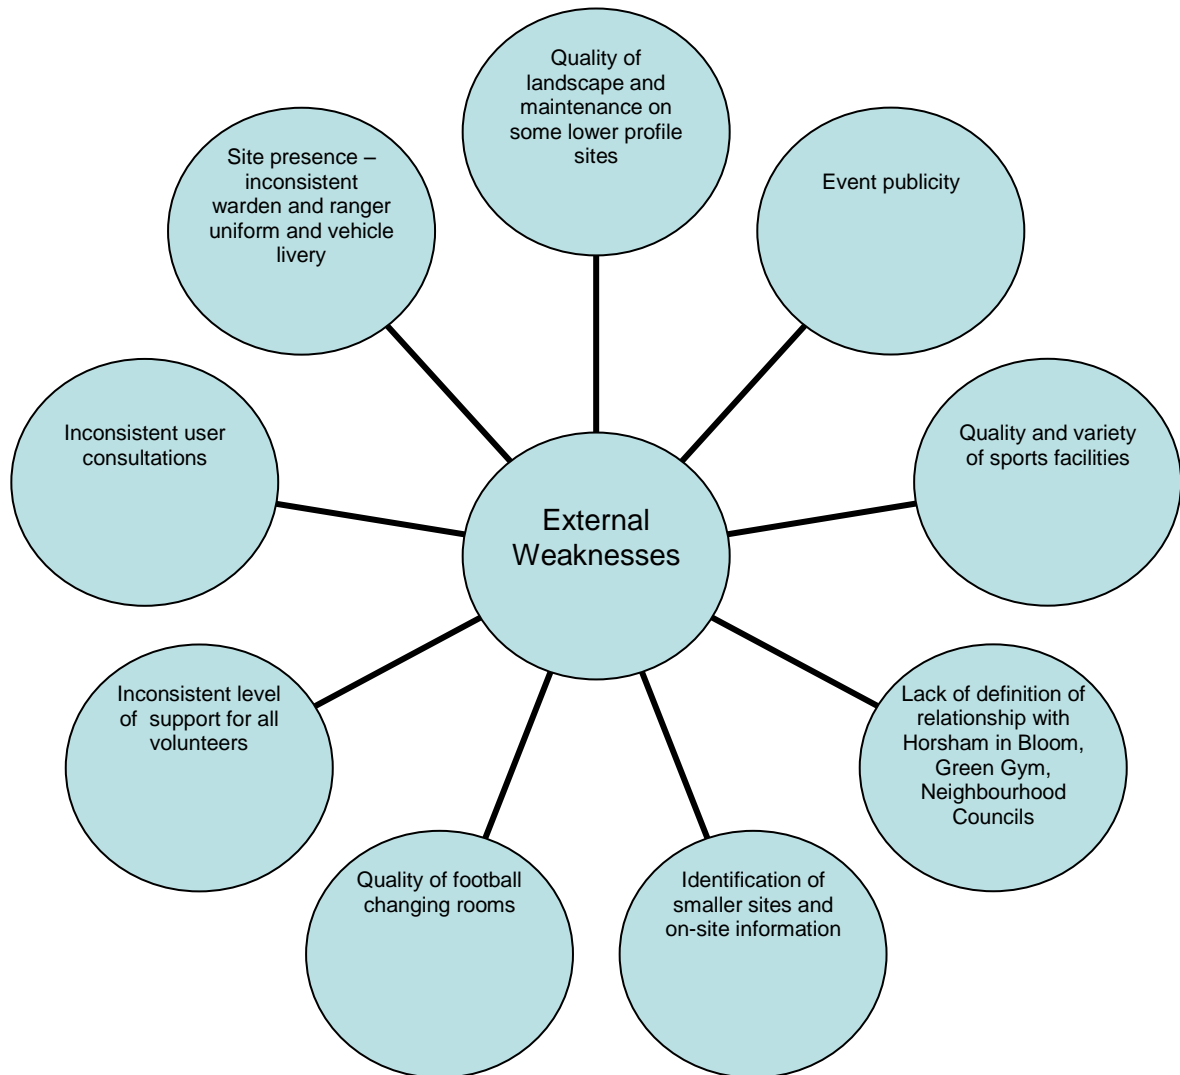 Quality of
landscape and
maintenance on
some lower profile
sites
Event publicity
Quality and variety
of sports facilities
Lack of definition of
relationship with
Horsham in Bloom,
Green Gym,
Neighbourhood
Councils
Identification of
smaller sites and
on-site information
Quality of football
changing rooms
Inconsistent level
of  support for all
volunteers
Inconsistent user
consultations
Site presence –
inconsistent
warden and ranger
uniform and vehicle
livery
External
Weaknesses